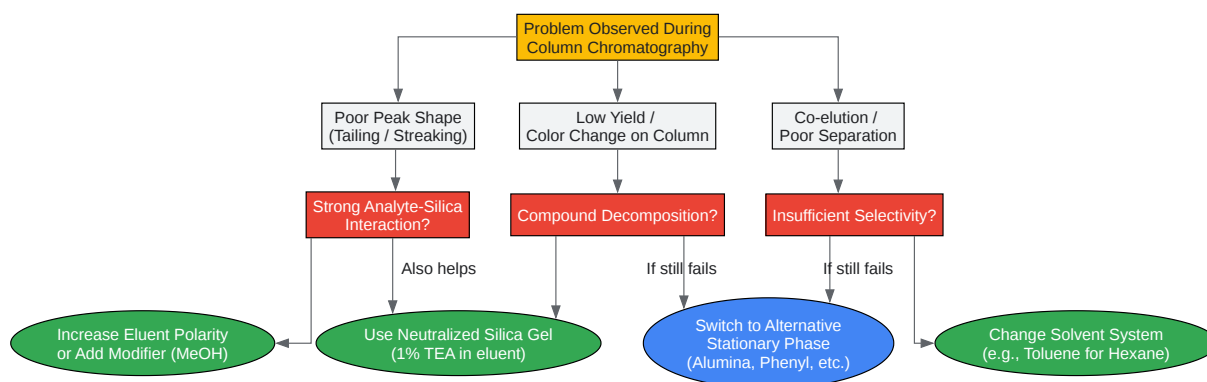 Problem Observed During
Column Chromatography
Poor Peak Shape
(Tailing / Streaking)
Low Yield /
Color Change on Column
Co-elution /
Poor Separation
Strong Analyte-Silica
Interaction?
Compound Decomposition?
Insufficient Selectivity?
Also helps
If still fails
If still fails
Increase Eluent Polarity
or Add Modifier (MeOH)
Use Neutralized Silica Gel
(1% TEA in eluent)
Switch to Alternative
Stationary Phase
(Alumina, Phenyl, etc.)
Change Solvent System
(e.g., Toluene for Hexane)